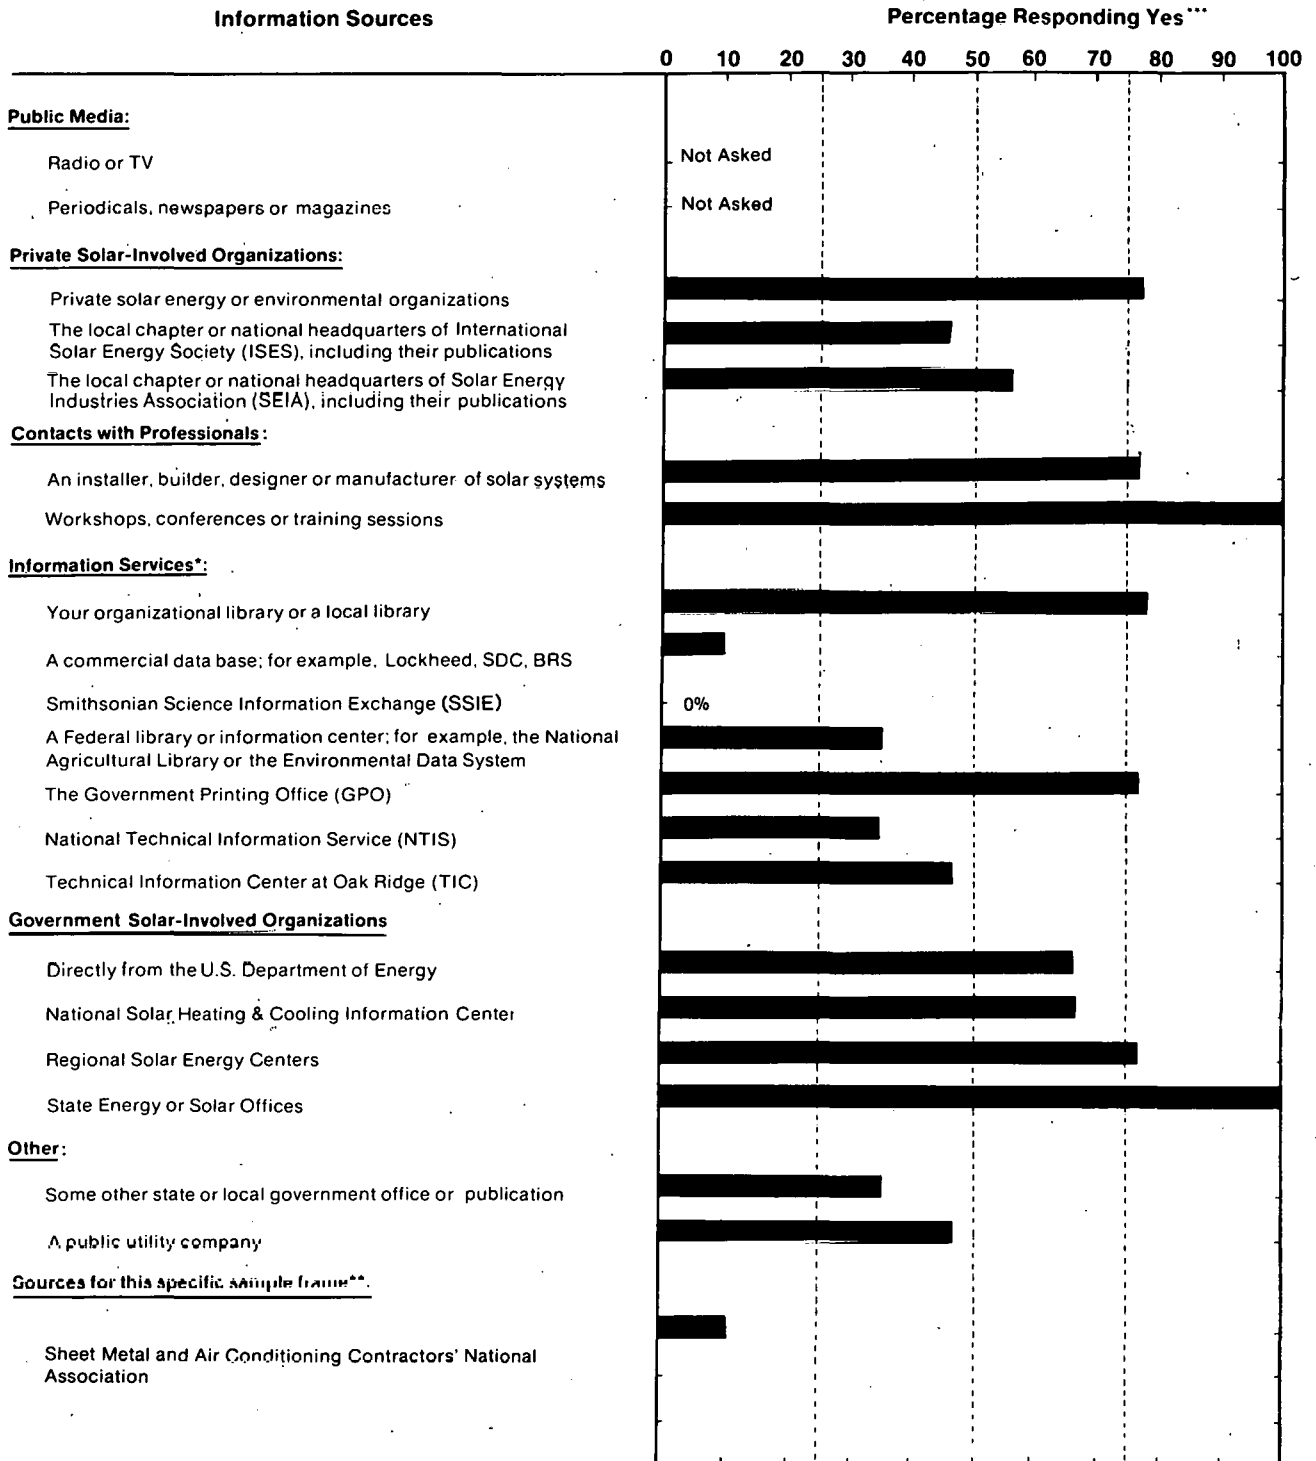 Information Sources
Percentage Responding Yes***
0 10 20 30 40 50 60 70 80 90 100
Public Media:
Radio or TV
Not Asked
Periodicals, newspapers or magazines
Not Asked
Private Solar-Involved Organizations:
Private solar energy or environmental organizations
The local chapter or national headquarters of International
Solar Energy Society (ISES), including their publications
The local chapter or national headquarters of Solar Energy
Industries Association (SEIA), including their publications
Contacts with Professionals:
An installer, builder, designer or manufacturer of solar systems
Workshops, conferences or training sessions
Information Services*:
Your organizational library or a local library
A commercial data base; for example, Lockheed, SDC, BRS
Smithsonian Science Information Exchange (SSIE)
0%
A Federal library or information center; for example, the National
Agricultural Library or the Environmental Data System
The Government Printing Office (GPO)
National Technical Information Service (NTIS)
Technical Information Center at Oak Ridge (TIC)
Government Solar-Involved Organizations
Directly from the U.S. Department of Energy
National Solar Heating & Cooling Information Center
Regional Solar Energy Centers
State Energy or Solar Offices
Other:
Some other state or local government office or publication
A public utility company
Sources for this specific sample frame**.
Sheet Metal and Air Conditioning Contractors' National
Association